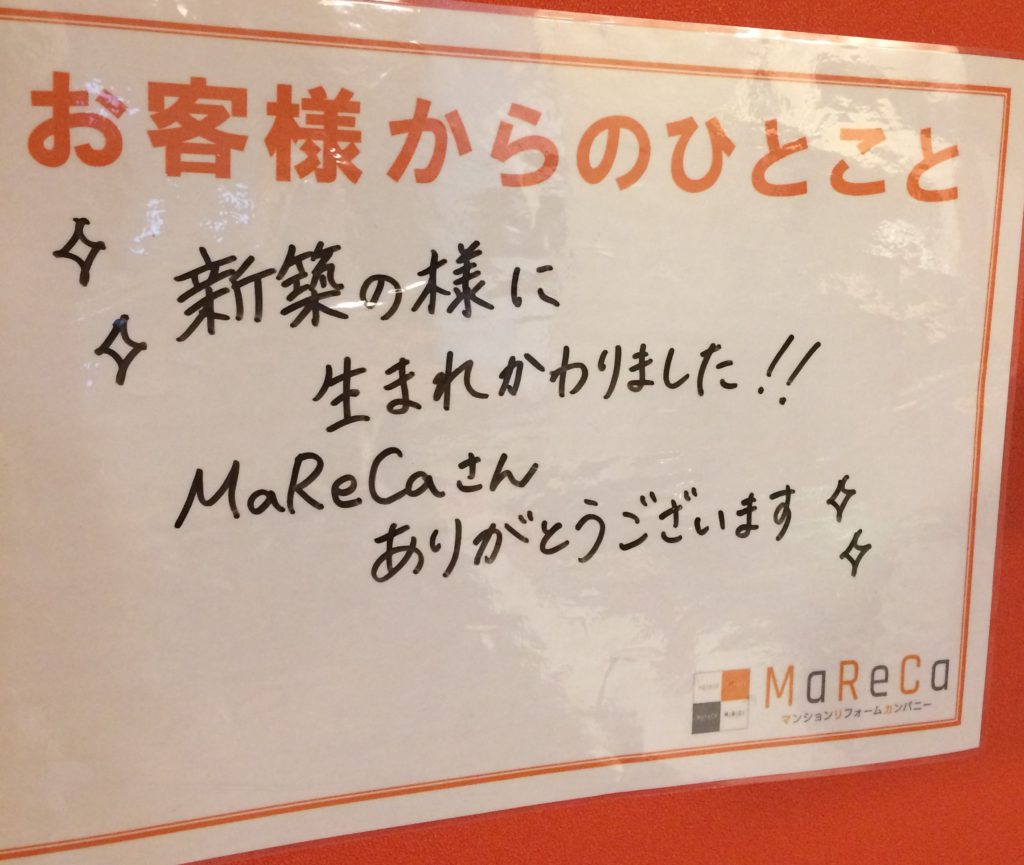 お客様からのひとこと
新築の様に
生まれかわりました!!
MaReCaさん
ありがとうございます
MaReCa
マンションリフォームカンパニー